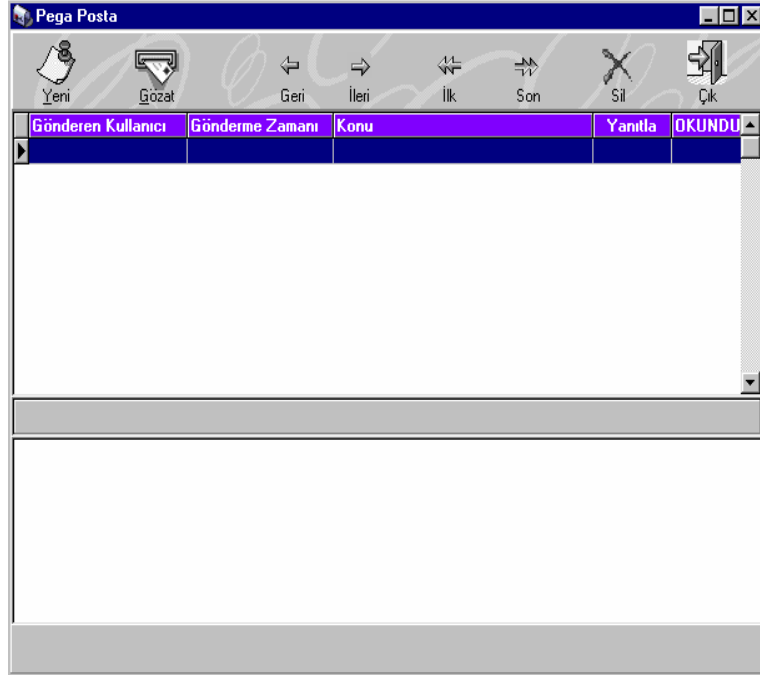 Pega Posta
Yeni Gözat Geri İleri İlk Son Sil Çık
Gönderen Kullanıcı Gönderme Zamanı Konu Yanıtla OKUNDU